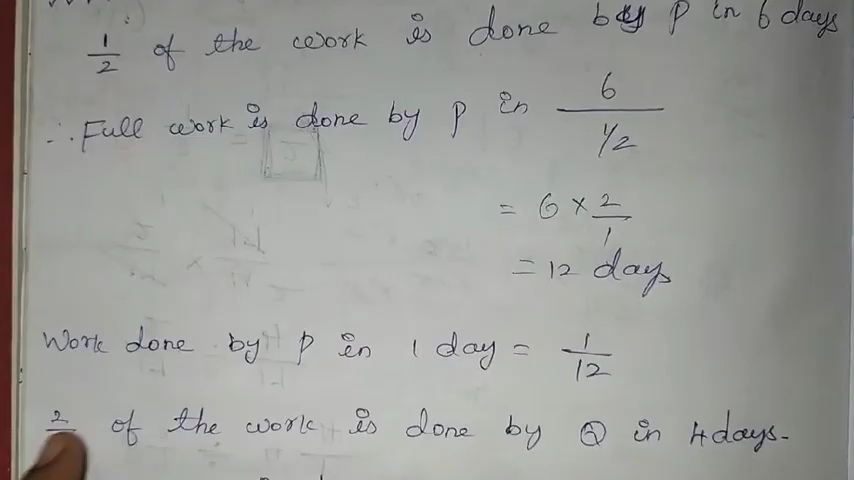 1/2 of the work is done by P in 6 days
∴ Full work is done by P in 6 / 1/2
= 6 × 2/1
= 12 days
Work done by P in 1 day = 1/12
2 of the work is done by Q in 4 days.